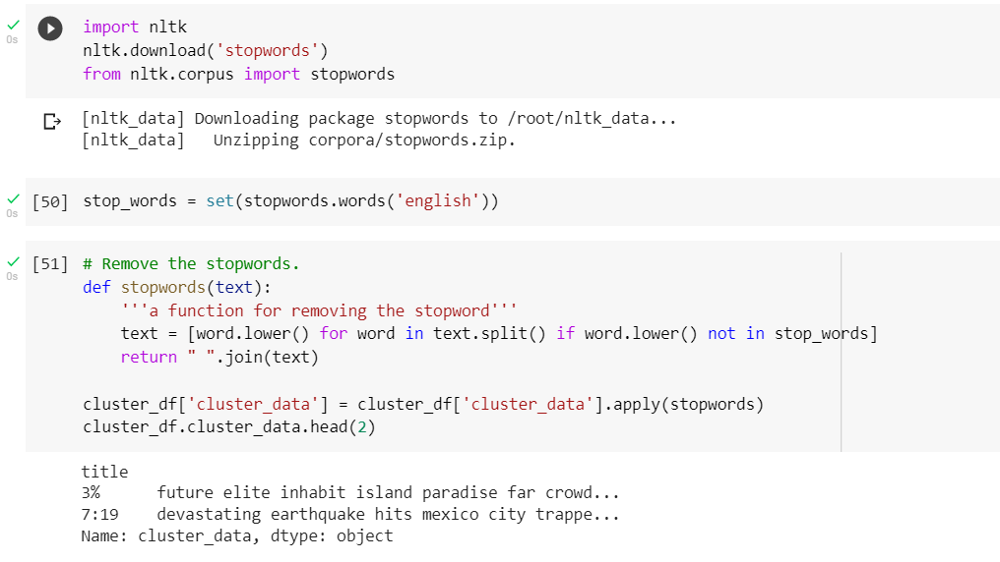 0s
import nltk
nltk.download('stopwords')
from nltk.corpus import stopwords
[nltk_data] Downloading package stopwords to /root/nltk_data...
[nltk_data]   Unzipping corpora/stopwords.zip.
0s
[50] stop_words = set(stopwords.words('english'))
0s
[51] # Remove the stopwords.
def stopwords(text):
    '''a function for removing the stopword'''
    text = [word.lower() for word in text.split() if word.lower() not in stop_words]
    return " ".join(text)
cluster_df['cluster_data'] = cluster_df['cluster_data'].apply(stopwords)
cluster_df.cluster_data.head(2)
title
3%      future elite inhabit island paradise far crowd...
7:19    devastating earthquake hits mexico city trappe...
Name: cluster_data, dtype: object